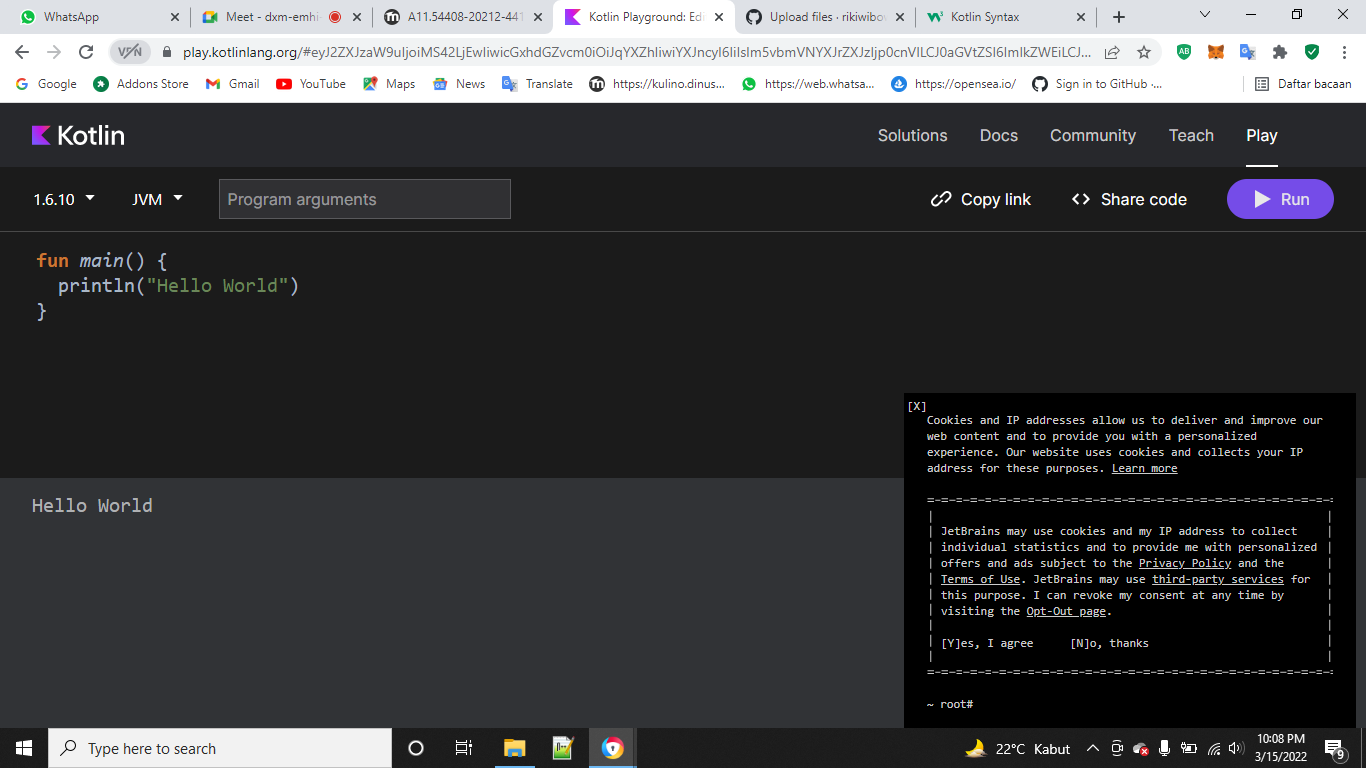 WhatsApp
Meet - dxm-emhi-
A11.54408-20212-441
Kotlin Playground: Edi
Upload files · rikiwibov
Kotlin Syntax
VPN
play.kotlinlang.org/#eyJ2ZXJzaW9uIjoiMS42LjEwIiwicGxhdGZvcm0iOiJqYXZhIiwiYXJncyI6IiIsIm5vbmVNYXJrZXJzIjp0cnVlLCJ0aGVtZSI6ImlkZWEiLCJ...
Google
Addons Store
Gmail
YouTube
Maps
News
Translate
https://kulino.dinus...
https://web.whatsa...
https://opensea.io/
Sign in to GitHub ·...
Daftar bacaan
Kotlin
Solutions
Docs
Community
Teach
Play
1.6.10
JVM
Program arguments
Copy link
Share code
Run
fun main() {
println("Hello World")
}
Hello World
[X]
Cookies and IP addresses allow us to deliver and improve our
web content and to provide you with a personalized
experience. Our website uses cookies and collects your IP
address for these purposes. Learn more
JetBrains may use cookies and my IP address to collect
individual statistics and to provide me with personalized
offers and ads subject to the Privacy Policy and the
Terms of Use. JetBrains may use third-party services for
this purpose. I can revoke my consent at any time by
visiting the Opt-Out page.
[Y]es, I agree [N]o, thanks
~ root#
Type here to search
22°C Kabut
10:08 PM
3/15/2022
9